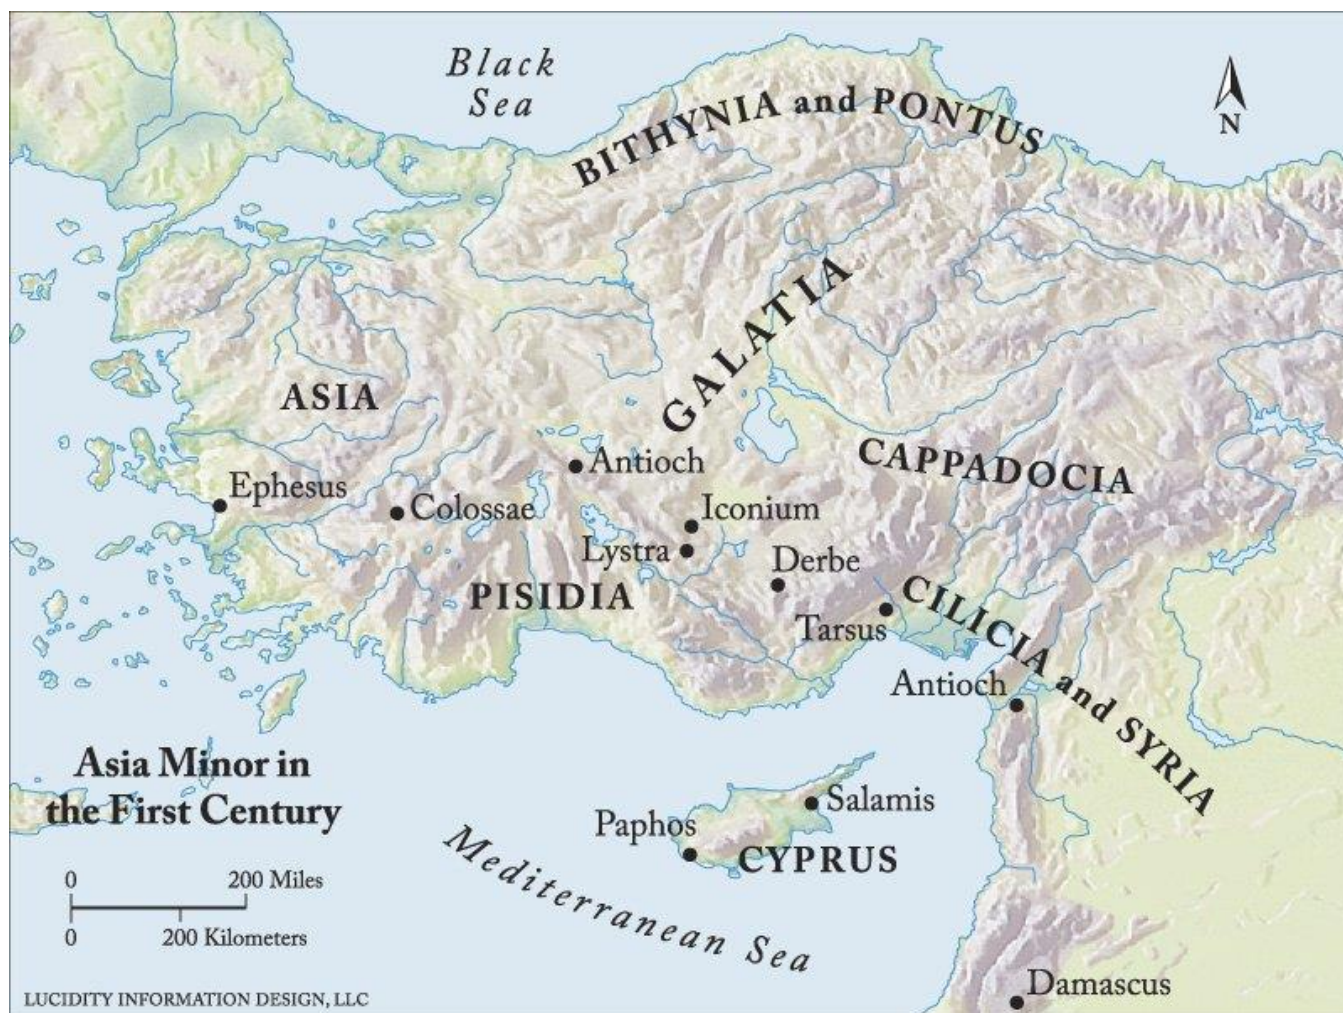 Black
Sea
N
BITHYNIA and PONTUS
GALATIA
ASIA
CAPPADOCIA
Antioch
Ephesus
Colossae
Iconium
Lystra
Derbe
PISIDIA
Tarsus
CILICIA and SYRIA
Antioch
Asia Minor in
the First Century
Salamis
Paphos
CYPRUS
Mediterranean Sea
0 200 Miles
0 200 Kilometers
Damascus
LUCIDITY INFORMATION DESIGN, LLC